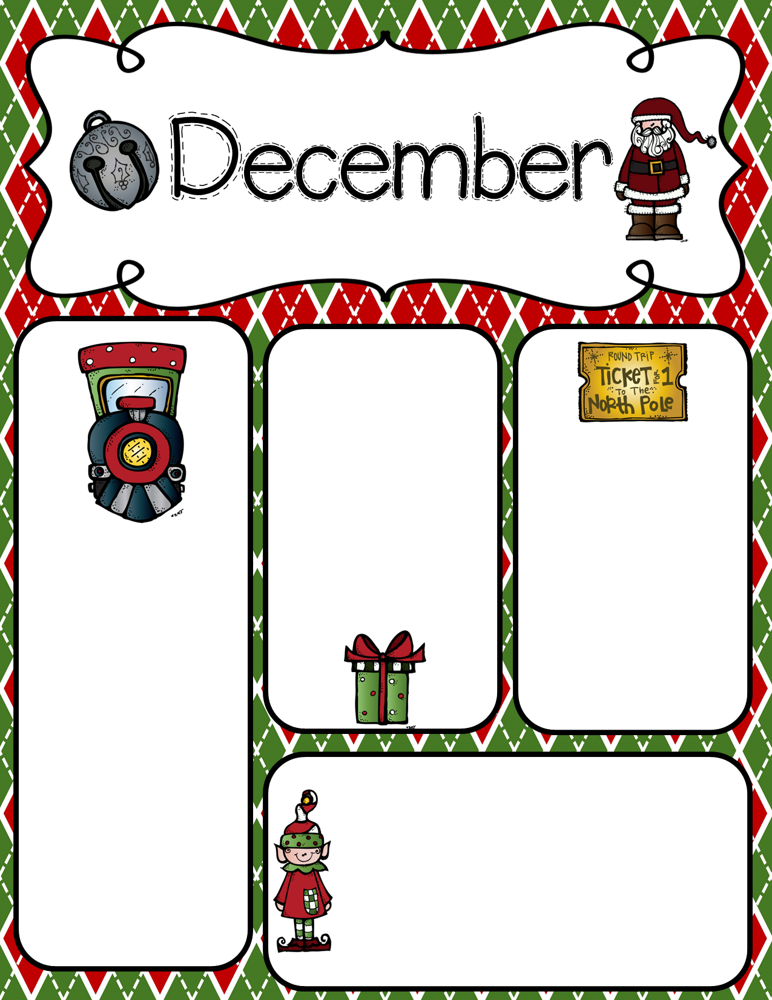 December
ROUND TRIP
TiCKET FOR 1
To The
NORth POLe